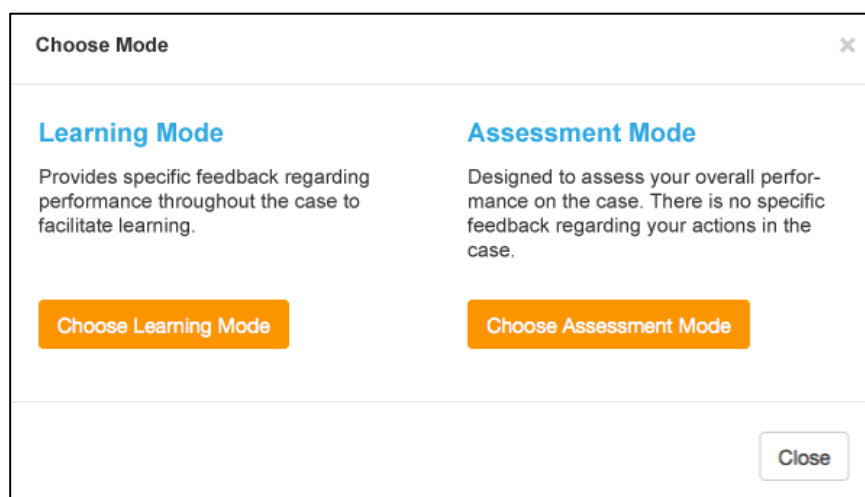 Choose Mode ×
Learning Mode
Provides specific feedback regarding
performance throughout the case to
facilitate learning.
Choose Learning Mode
Assessment Mode
Designed to assess your overall perfor-
mance on the case. There is no specific
feedback regarding your actions in the
case.
Choose Assessment Mode
Close